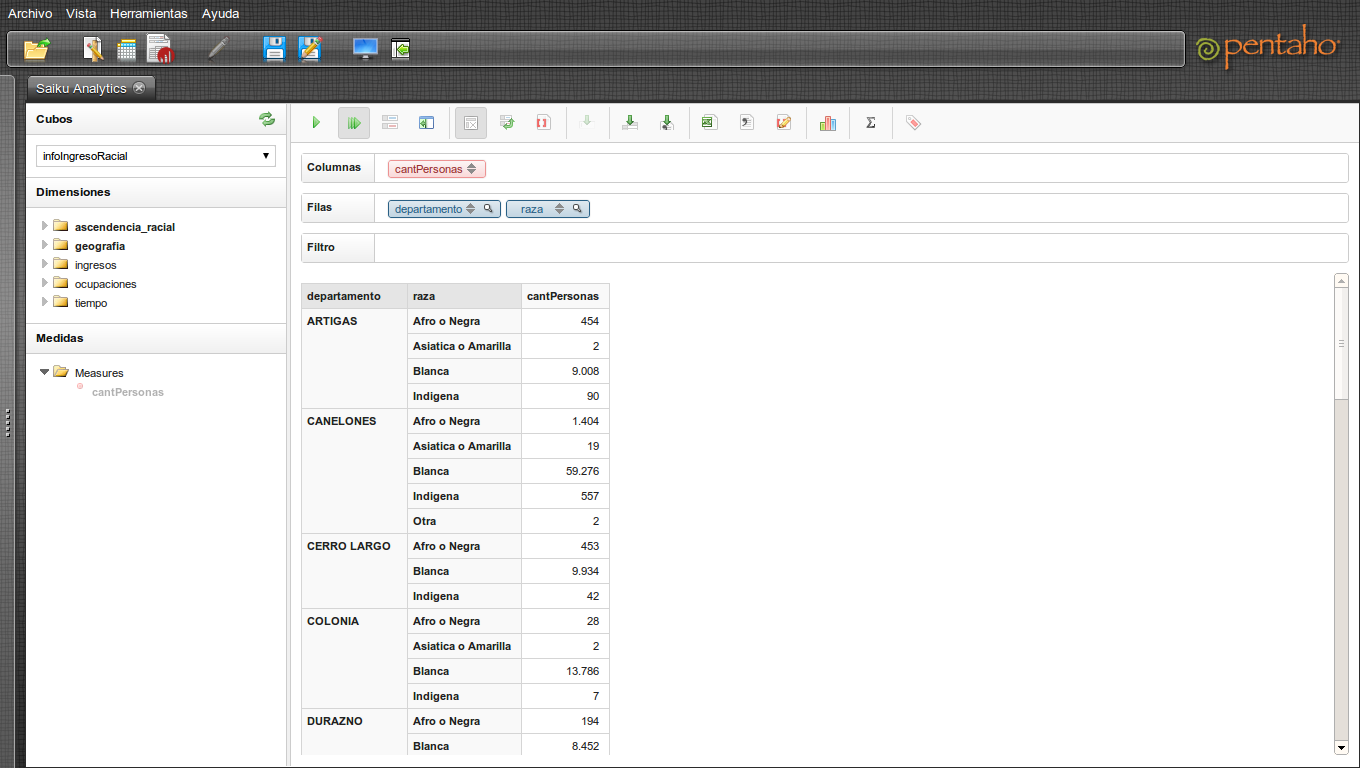 Archivo Vista Herramientas Ayuda
pentaho
Saiku Analytics
Cubos
infoIngresoRacial
Dimensiones
ascendencia_racial
geografia
ingresos
ocupaciones
tiempo
Medidas
Measures
cantPersonas
Columnas cantPersonas
Filas departamento raza
Filtro
departamento raza cantPersonas
ARTIGAS Afro o Negra 454
Asiatica o Amarilla 2
Blanca 9.008
Indigena 90
CANELONES Afro o Negra 1.404
Asiatica o Amarilla 19
Blanca 59.276
Indigena 557
Otra 2
CERRO LARGO Afro o Negra 453
Blanca 9.934
Indigena 42
COLONIA Afro o Negra 28
Asiatica o Amarilla 2
Blanca 13.786
Indigena 7
DURAZNO Afro o Negra 194
Blanca 8.452